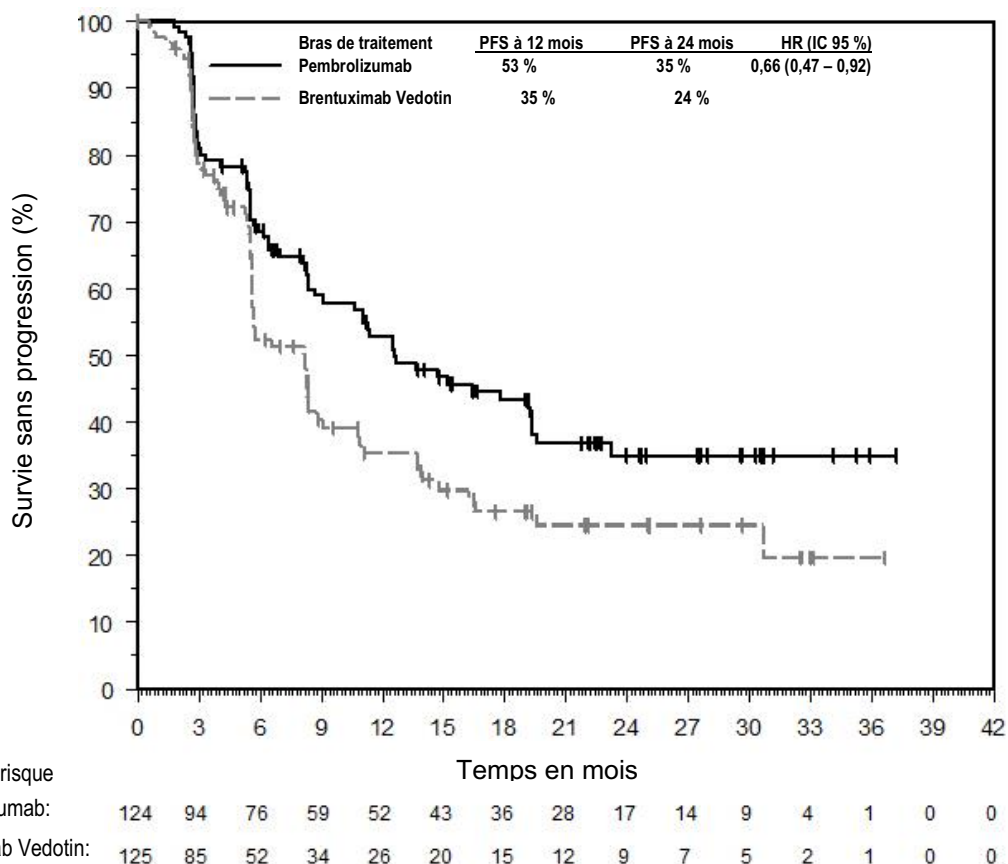 Bras de traitement PFS à 12 mois PFS à 24 mois HR (IC 95 %)
Pembrolizumab 53 % 35 % 0,66 (0,47 – 0,92)
Brentuximab Vedotin 35 % 24 %
Survie sans progression (%)
100
90
80
70
60
50
40
30
20
10
0
0 3 6 9 12 15 18 21 24 27 30 33 36 39 42
Temps en mois
risque
umab: 124 94 76 59 52 43 36 28 17 14 9 4 1 0 0
ab Vedotin: 125 85 52 34 26 20 15 12 9 7 5 2 1 0 0